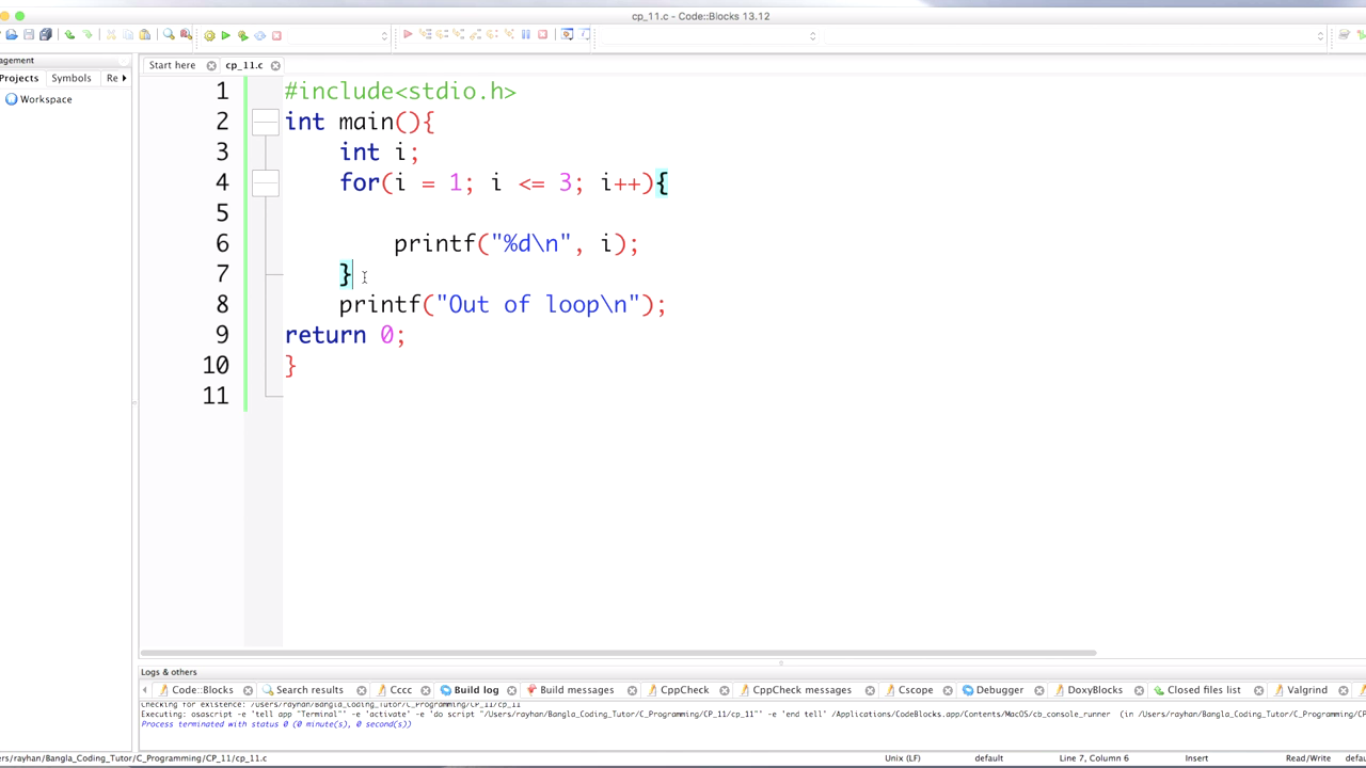 cp_11.c - Code::Blocks 13.12
agement
Start here cp_11.c
Projects Symbols Re
Workspace
1 #include<stdio.h>
2 int main(){
3 int i;
4 for(i = 1; i <= 3; i++){
5
6 printf("%d\n", i);
7 }
8 printf("Out of loop\n");
9 return 0;
10 }
11
Logs & others
Code::Blocks Search results Cccc Build log Build messages CppCheck CppCheck messages Cscope Debugger DoxyBlocks Closed files list Valgrind
Checking for existence: /Users/rayhan/Bangla_Coding_Tutor/C_Programming/CP_11/cp_11
Executing: osascript -e 'tell app "Terminal"' -e 'activate' -e 'do script "/Users/rayhan/Bangla_Coding_Tutor/C_Programming/CP_11/cp_11"' -e 'end tell' /Applications/CodeBlocks.app/Contents/MacOS/cb_console_runner (in /Users/rayhan/Bangla_Coding_Tutor/C_Programming/CP
Process terminated with status 0 (0 minute(s), 0 second(s))
ers/rayhan/Bangla_Coding_Tutor/C_Programming/CP_11/cp_11.c Unix (LF) default Line 7, Column 6 Insert Read/Write defau